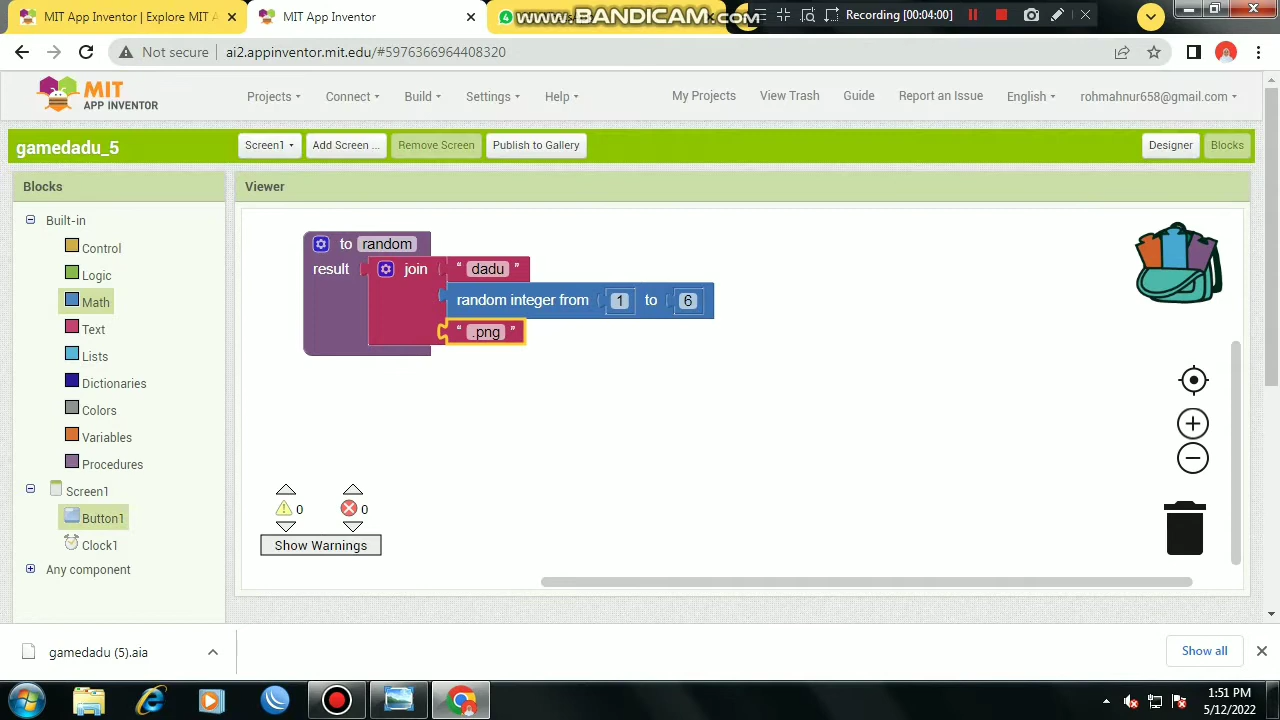 MIT App Inventor | Explore MIT A
MIT App Inventor
www.BANDICAM.com
Recording [00:04:00]
Not secure
ai2.appinventor.mit.edu/#5976366964408320
MIT
APP INVENTOR
Projects
Connect
Build
Settings
Help
My Projects
View Trash
Guide
Report an Issue
English
rohmahnur658@gmail.com
gamedadu_5
Screen1
Add Screen ...
Remove Screen
Publish to Gallery
Designer
Blocks
Blocks
Viewer
Built-in
Control
Logic
Math
Text
Lists
Dictionaries
Colors
Variables
Procedures
Screen1
Button1
Clock1
Any component
to random
result join “ dadu ”
random integer from 1 to 6
“ .png ”
0 0
Show Warnings
gamedadu (5).aia
Show all
1:51 PM
5/12/2022